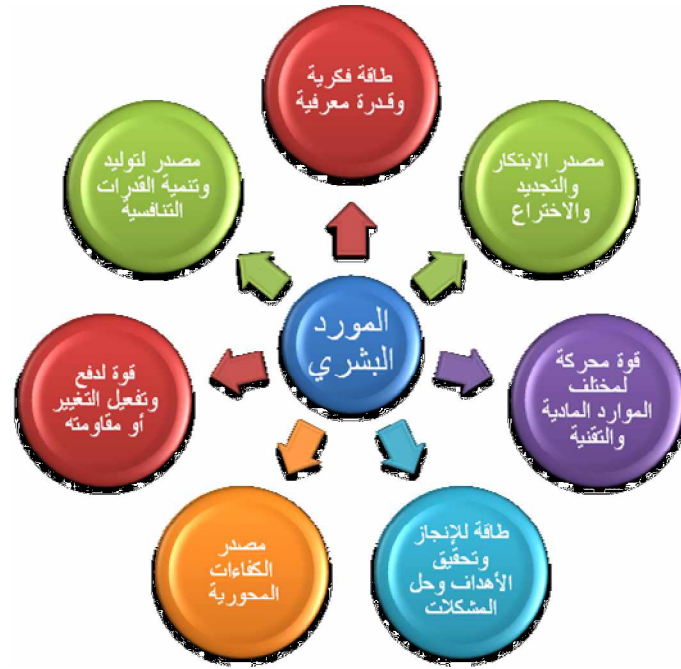 المورد
البشري
طاقة فكرية
وقدرة معرفية
مصدر الابتكار
والتجديد
والاختراع
قوة محركة
لمختلف
الموارد المادية
والتقنية
طاقة للإنجاز
وتحقيق
الأهداف وحل
المشكلات
مصدر
الكفاءات
المحورية
قوة لدفع
وتفعيل التغيير
أو مقاومته
مصدر لتوليد
وتنمية القدرات
التنافسية